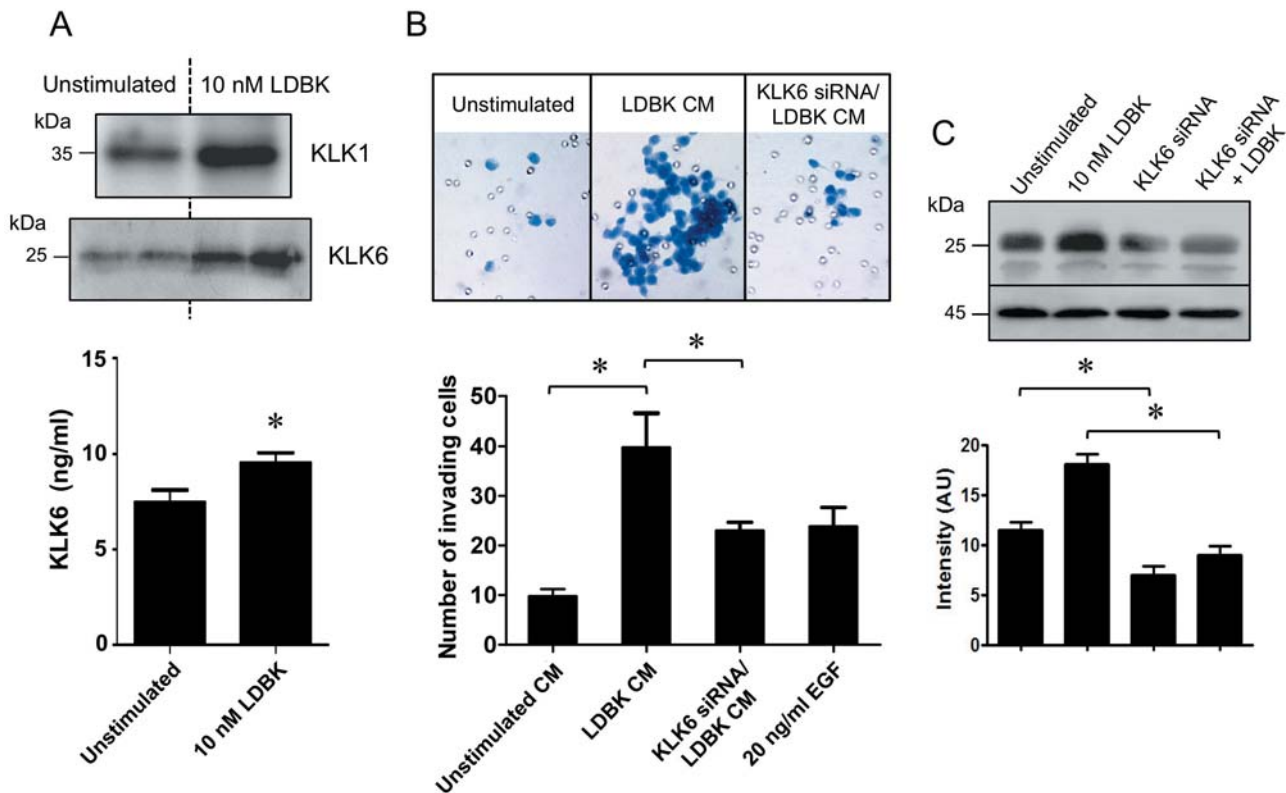 A
Unstimulated
10 nM LDBK
kDa
35
KLK1
kDa
25
KLK6
KLK6 (ng/ml)
15
10
5
0
*
Unstimulated
10 nM LDBK
B
Unstimulated
LDBK CM
KLK6 siRNA/
LDBK CM
Number of invading cells
50
40
30
20
10
0
*
*
Unstimulated CM
LDBK CM
KLK6 siRNA/
LDBK CM
20 ng/ml EGF
C
Unstimulated
10 nM LDBK
KLK6 siRNA
KLK6 siRNA
+ LDBK
kDa
25
45
*
*
Intensity (AU)
20
15
10
5
0